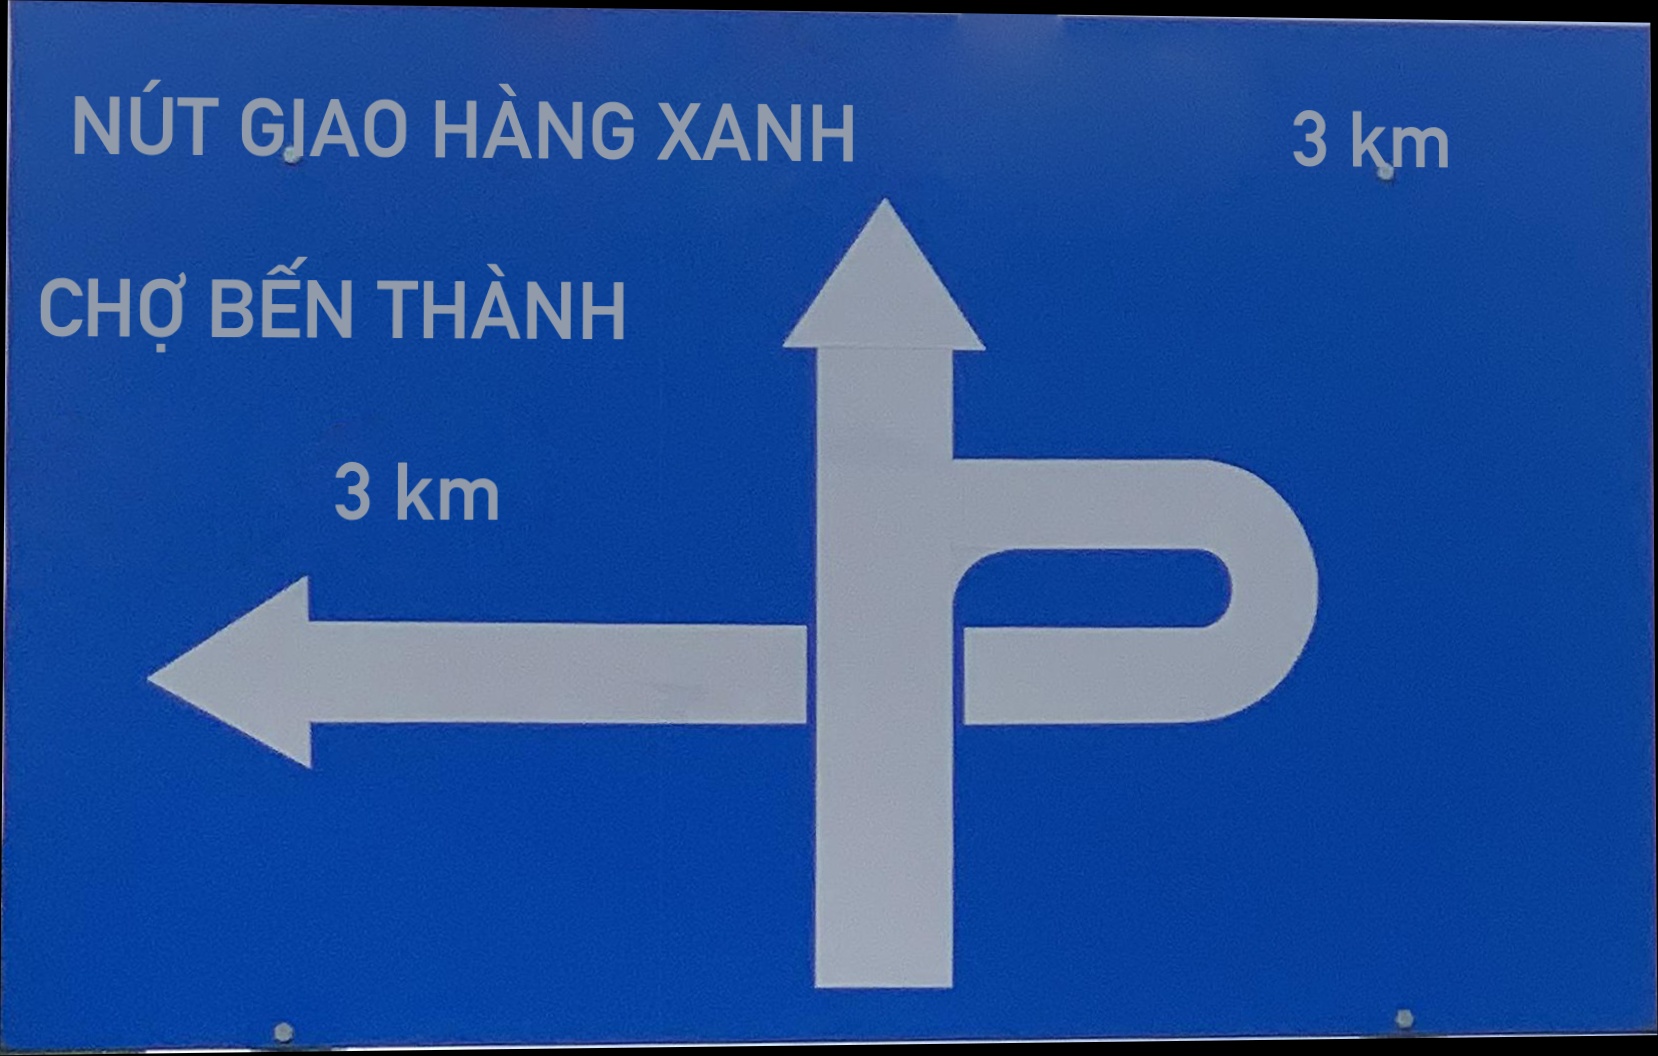 NÚT GIAO HÀNG XANH 3 km
CHỢ BẾN THÀNH
3 km